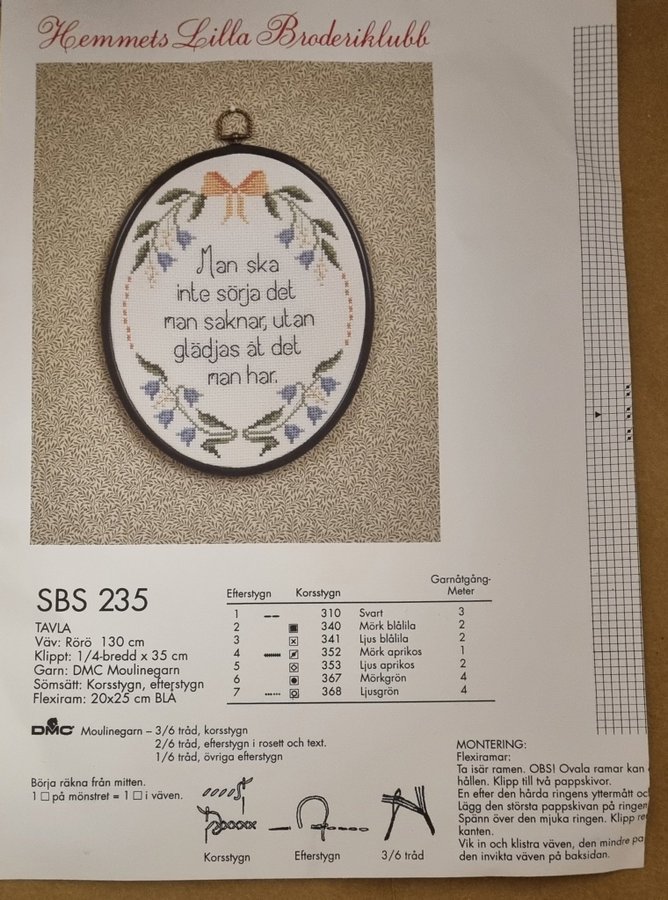 Hemmets Lilla Broderiklubb
Man ska
inte sörja det
man saknar, utan
glädjas åt det
man har.
SBS 235
TAVLA
Väv: Rörö 130 cm
Klippt: 1/4-bredd x 35 cm
Garn: DMC Moulinegarn
Sömsätt: Korsstygn, efterstygn
Flexiram: 20x25 cm BLÅ
Efterstygn Korsstygn Garnåtgång-
Meter
1 310 Svart 3
2 340 Mörk blålila 2
3 341 Ljus blålila 2
4 352 Mörk aprikos 1
5 353 Ljus aprikos 2
6 367 Mörkgrön 4
7 368 Ljusgrön 4
DMC Moulinegarn – 3/6 tråd, korsstygn
2/6 tråd, efterstygn i rosett och text.
1/6 tråd, övriga efterstygn
Börja räkna från mitten.
1 □ på mönstret = 1 □ i väven.
Korsstygn
Efterstygn
3/6 tråd
MONTERING:
Flexiramar:
Ta isär ramen. OBS! Ovala ramar kan
hållen. Klipp till två pappskivor.
En efter den hårda ringens yttermått oc
Lägg den största pappskivan på ringen
Spänn över den mjuka ringen. Klipp re
kanten.
Vik in och klistra väven, den mindre pa
den invikta väven på baksidan.